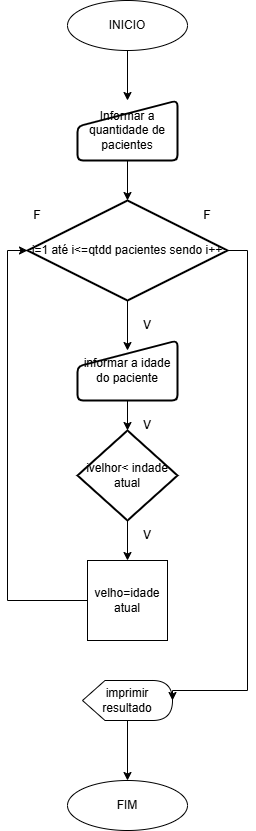 INICIO
Informar a
quantidade de
pacientes
F
F
i=1 até i<=qtdd pacientes sendo i++
V
informar a idade
do paciente
V
ivelhor< indade
atual
V
velho=idade
atual
imprimir
resultado
FIM